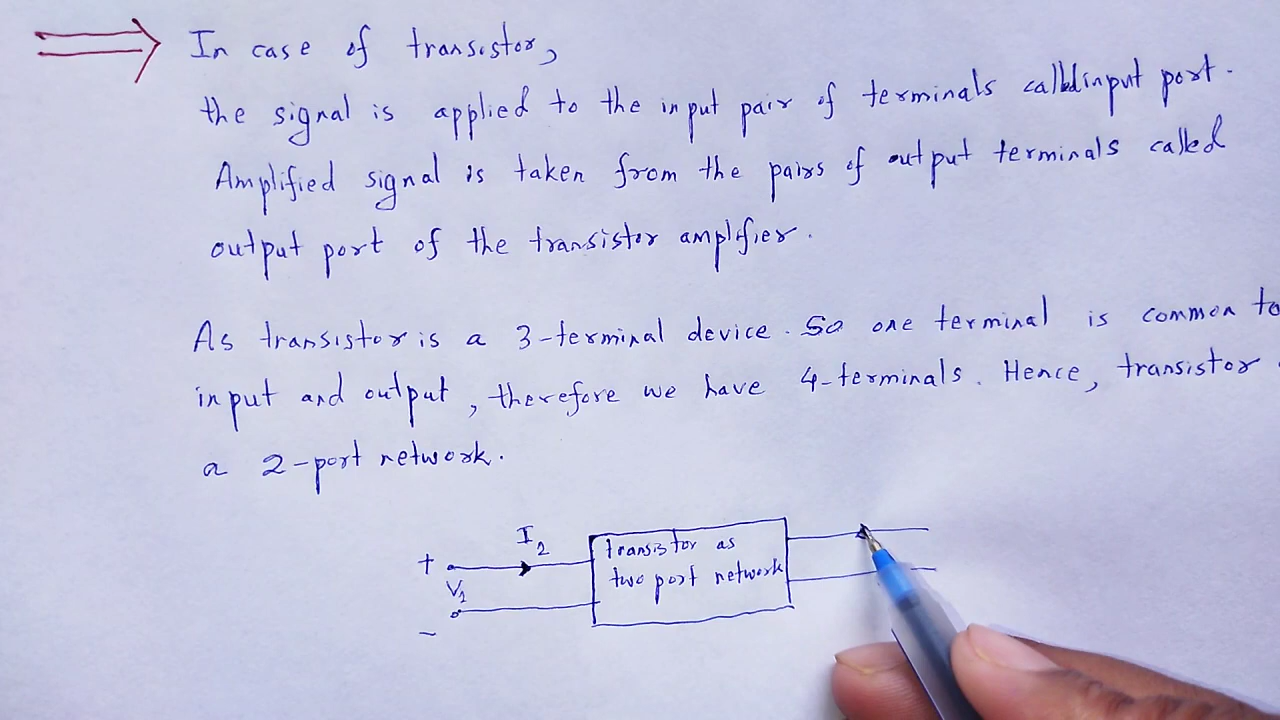 In case of transistor,
the signal is applied to the input pair of terminals called input port.
Amplified signal is taken from the pairs of output terminals called
output port of the transistor amplifier.
As transistor is a 3-terminal device. So one terminal is common to
input and output, therefore we have 4-terminals. Hence, transistor
a 2-port network.
I2
+
V1
-
transistor as
two port network